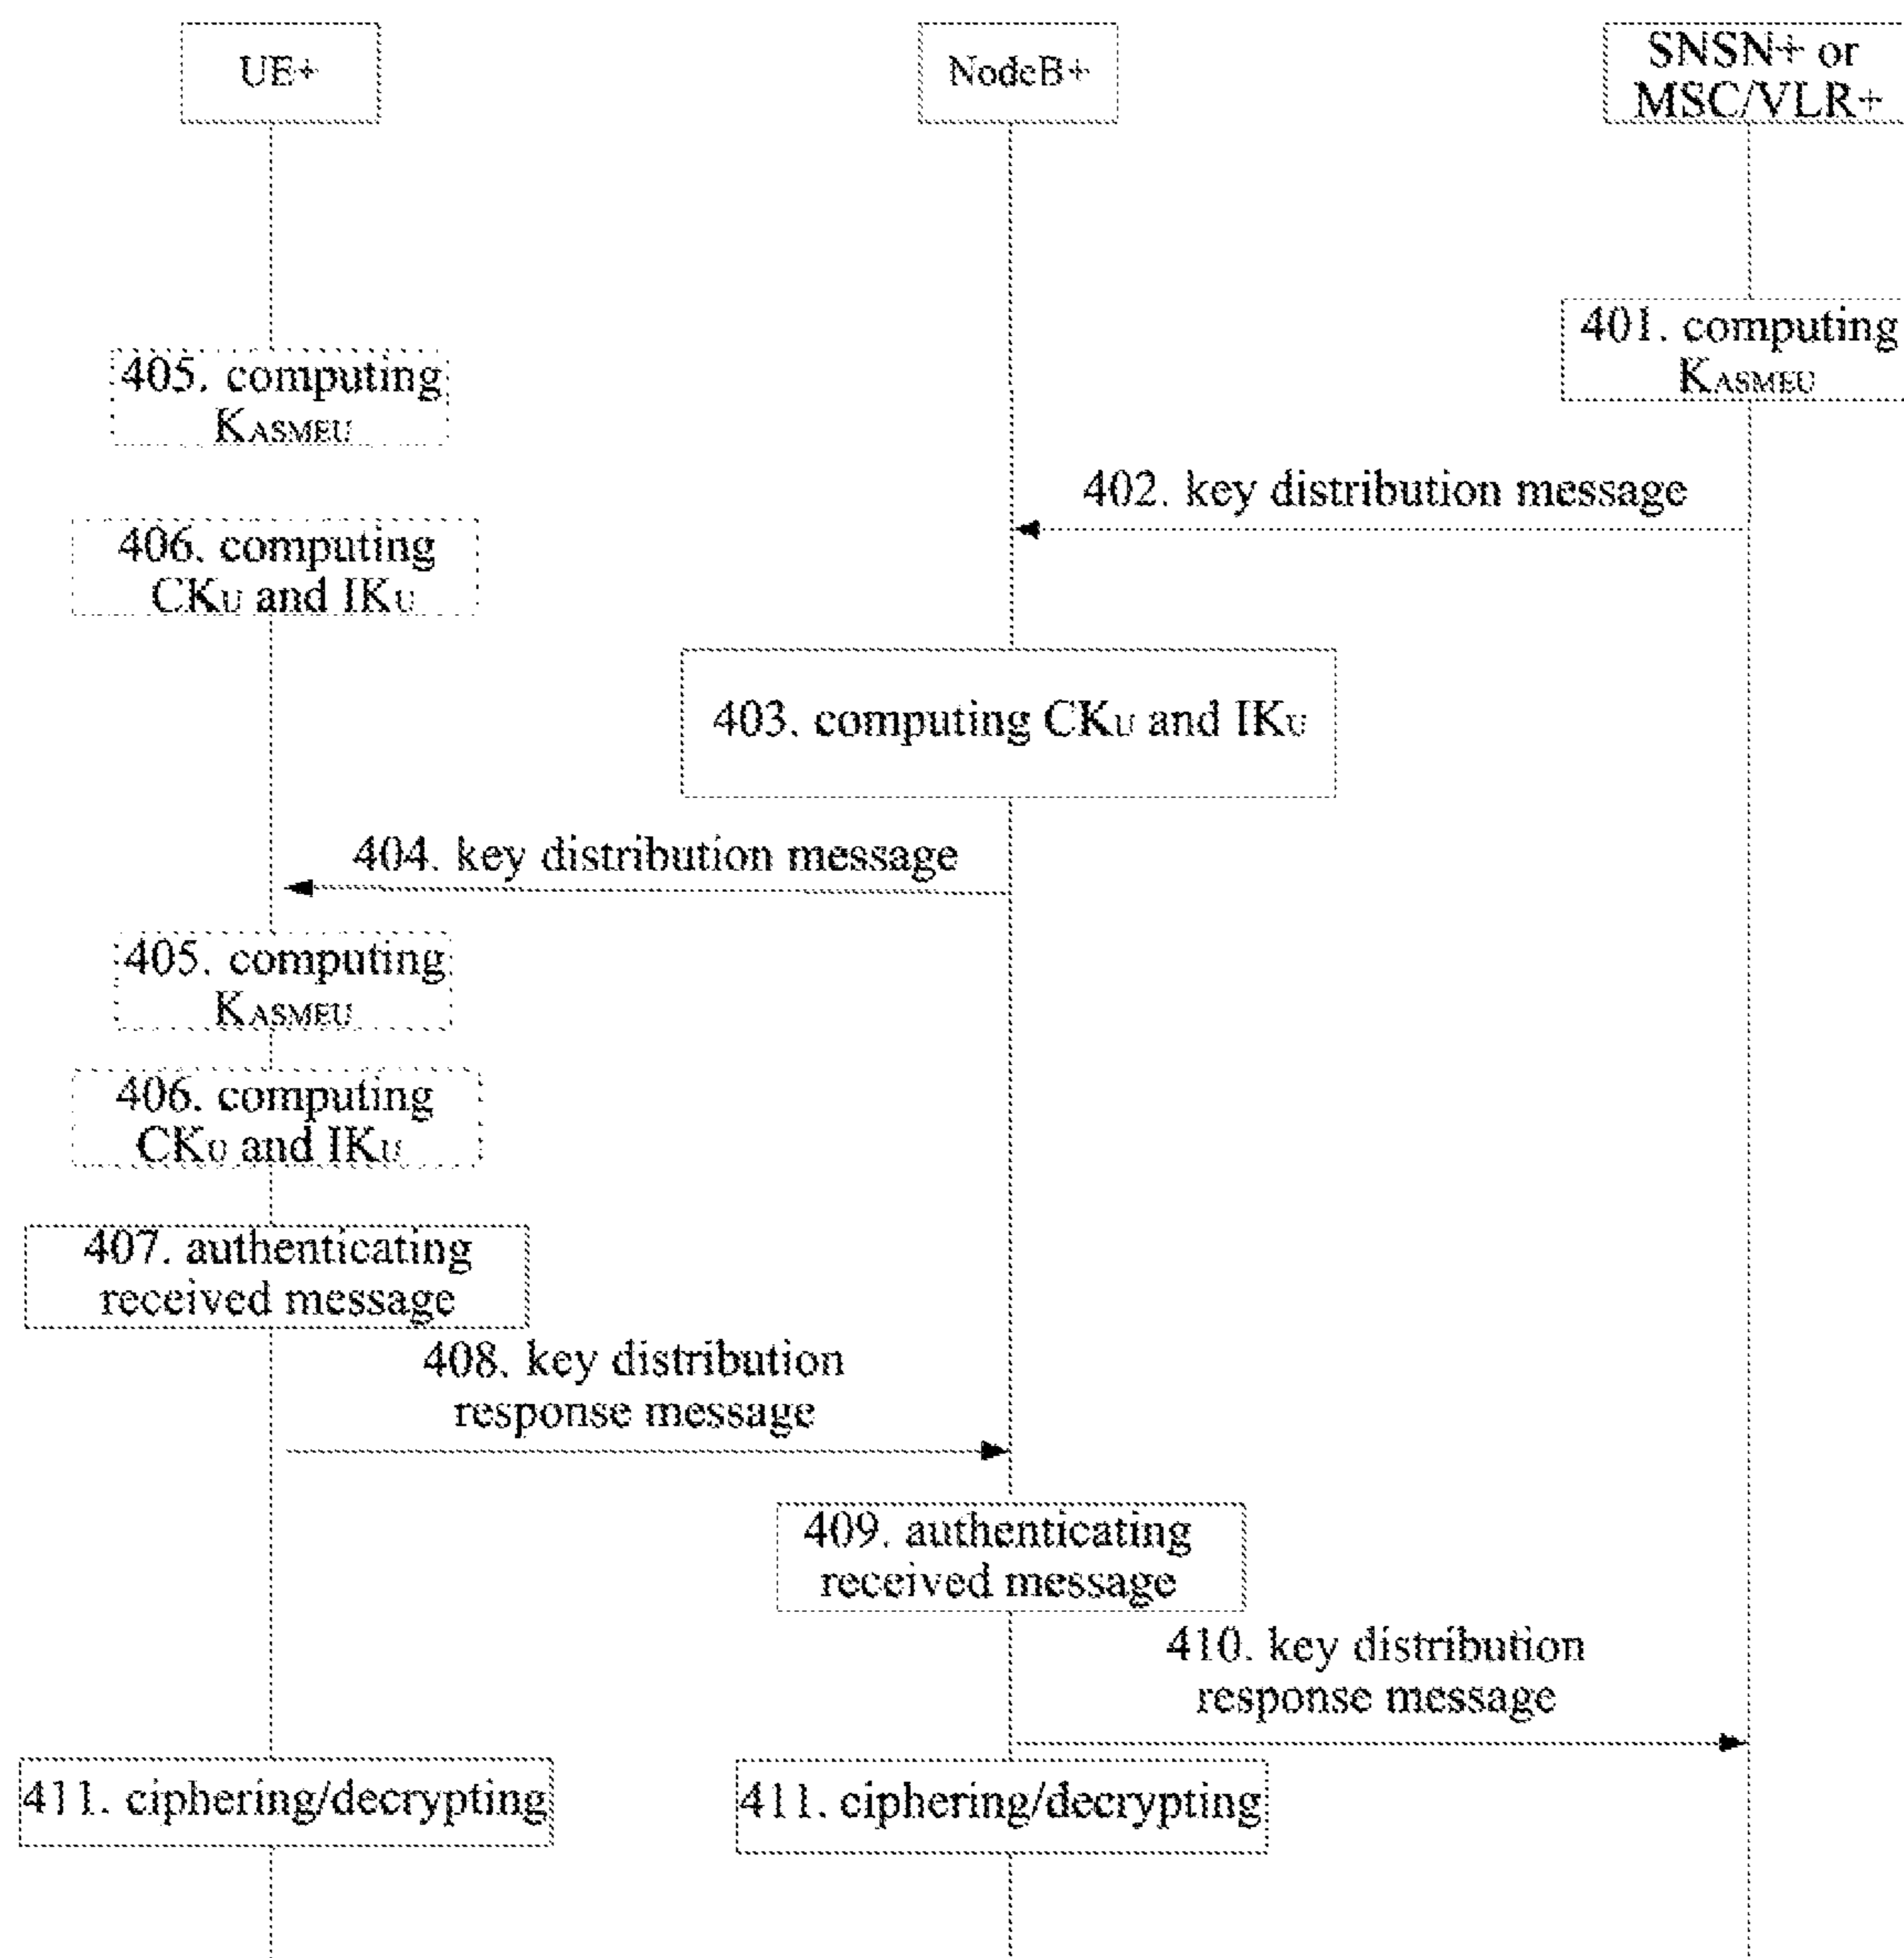 UE+
NodeB+
SNSN+ or
MSC/VLR+
401. computing
KASMEU
405. computing
KASMEU
402. key distribution message
406. computing
CKU and IKU
403. computing CKU and IKU
404. key distribution message
405. computing
KASMEU
406. computing
CKU and IKU
407. authenticating
received message
408. key distribution
response message
409. authenticating
received message
410. key distribution
response message
411. ciphering/decrypting
411. ciphering/decrypting